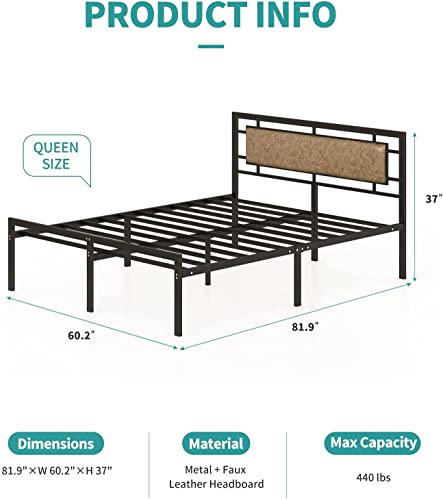 PRODUCT INFO
QUEEN
SIZE
37"
60.2"
81.9"
Dimensions
81.9"×W 60.2"×H 37"
Material
Metal + Faux
Leather Headboard
Max Capacity
440 lbs